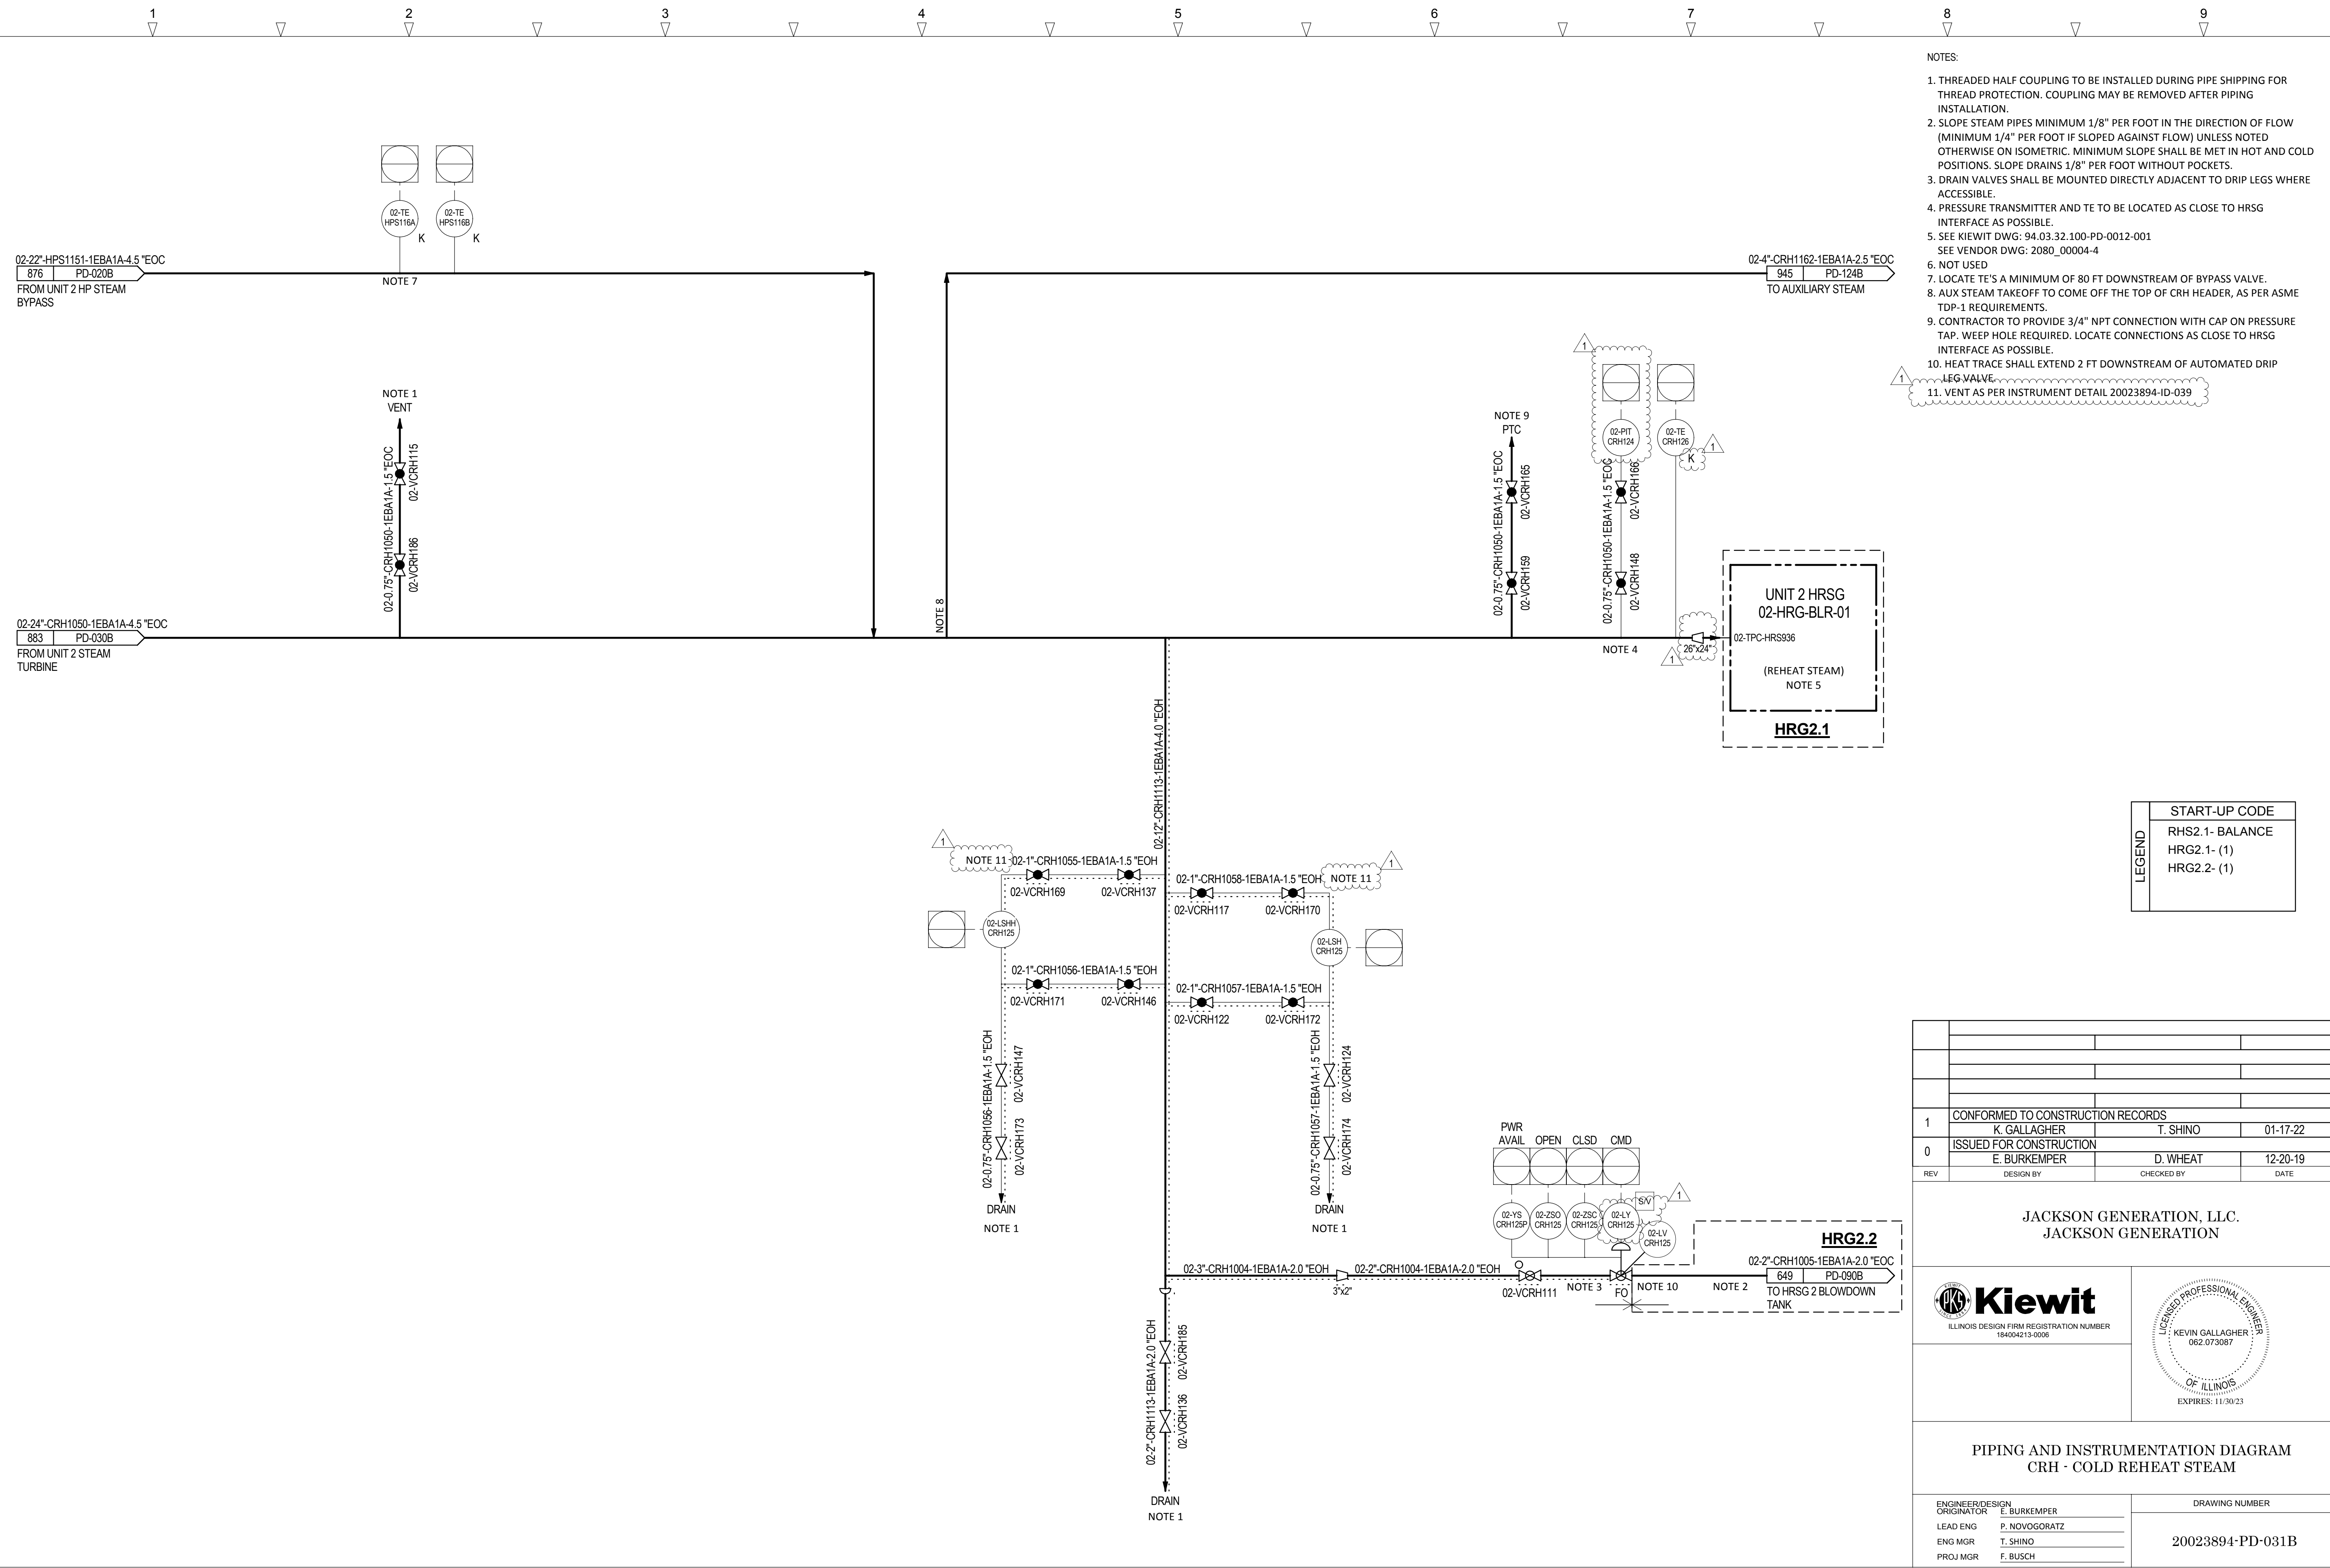 1 2 3 4 5 6 7 8 9
NOTES:
1. THREADED HALF COUPLING TO BE INSTALLED DURING PIPE SHIPPING FOR
THREAD PROTECTION. COUPLING MAY BE REMOVED AFTER PIPING
INSTALLATION.
2. SLOPE STEAM PIPES MINIMUM 1/8" PER FOOT IN THE DIRECTION OF FLOW
(MINIMUM 1/4" PER FOOT IF SLOPED AGAINST FLOW) UNLESS NOTED
OTHERWISE ON ISOMETRIC. MINIMUM SLOPE SHALL BE MET IN HOT AND COLD
POSITIONS. SLOPE DRAINS 1/8" PER FOOT WITHOUT POCKETS.
3. DRAIN VALVES SHALL BE MOUNTED DIRECTLY ADJACENT TO DRIP LEGS WHERE
ACCESSIBLE.
4. PRESSURE TRANSMITTER AND TE TO BE LOCATED AS CLOSE TO HRSG
INTERFACE AS POSSIBLE.
5. SEE KIEWIT DWG: 94.03.32.100-PD-0012-001
SEE VENDOR DWG: 2080_00004-4
6. NOT USED
7. LOCATE TE'S A MINIMUM OF 80 FT DOWNSTREAM OF BYPASS VALVE.
8. AUX STEAM TAKEOFF TO COME OFF THE TOP OF CRH HEADER, AS PER ASME
TDP-1 REQUIREMENTS.
9. CONTRACTOR TO PROVIDE 3/4" NPT CONNECTION WITH CAP ON PRESSURE
TAP. WEEP HOLE REQUIRED. LOCATE CONNECTIONS AS CLOSE TO HRSG
INTERFACE AS POSSIBLE.
10. HEAT TRACE SHALL EXTEND 2 FT DOWNSTREAM OF AUTOMATED DRIP
LEG VALVE.
1
11. VENT AS PER INSTRUMENT DETAIL 20023894-ID-039
02-TE
HPS116A
K
02-TE
HPS116B
K
02-22"-HPS1151-1EBA1A-4.5 "EOC
876 PD-020B
FROM UNIT 2 HP STEAM
BYPASS
NOTE 7
02-4"-CRH1162-1EBA1A-2.5 "EOC
945 PD-124B
TO AUXILIARY STEAM
NOTE 1
VENT
02-0.75"-CRH1050-1EBA1A-1.5 "EOC
02-VCRH115
02-VCRH186
NOTE 8
NOTE 9
PTC
02-0.75"-CRH1050-1EBA1A-1.5 "EOC
02-VCRH165
02-VCRH159
1
02-PIT
CRH124
02-0.75"-CRH1050-1EBA1A-1.5 "EOC
02-VCRH166
02-VCRH148
02-TE
CRH126
K
1
02-24"-CRH1050-1EBA1A-4.5 "EOC
883 PD-030B
FROM UNIT 2 STEAM
TURBINE
NOTE 4
26"x24"
1
UNIT 2 HRSG
02-HRG-BLR-01
02-TPC-HRS936
(REHEAT STEAM)
NOTE 5
HRG2.1
02-12"-CRH1113-1EBA1A-4.0 "EOH
LEGEND
START-UP CODE
RHS2.1- BALANCE
HRG2.1- (1)
HRG2.2- (1)
1
NOTE 11
02-1"-CRH1055-1EBA1A-1.5 "EOH
02-VCRH169
02-VCRH137
02-LSHH
CRH125
02-1"-CRH1056-1EBA1A-1.5 "EOH
02-VCRH171
02-VCRH146
02-0.75"-CRH1056-1EBA1A-1.5 "EOH
02-VCRH147
02-VCRH173
DRAIN
NOTE 1
02-1"-CRH1058-1EBA1A-1.5 "EOH
NOTE 11
1
02-VCRH117
02-VCRH170
02-LSH
CRH125
02-1"-CRH1057-1EBA1A-1.5 "EOH
02-VCRH122
02-VCRH172
02-0.75"-CRH1057-1EBA1A-1.5 "EOH
02-VCRH124
02-VCRH174
DRAIN
NOTE 1
PWR
AVAIL OPEN CLSD CMD
02-YS
CRH125P
02-ZSO
CRH125
02-ZSC
CRH125
02-LY
CRH125
S/V
1
02-LV
CRH125
02-3"-CRH1004-1EBA1A-2.0 "EOH
3"x2"
02-2"-CRH1004-1EBA1A-2.0 "EOH
02-VCRH111
NOTE 3
FO
NOTE 10
NOTE 2
HRG2.2
02-2"-CRH1005-1EBA1A-2.0 "EOC
649 PD-090B
TO HRSG 2 BLOWDOWN
TANK
02-2"-CRH1113-1EBA1A-2.0 "EOH
02-VCRH185
02-VCRH136
DRAIN
NOTE 1
1 CONFORMED TO CONSTRUCTION RECORDS
K. GALLAGHER T. SHINO 01-17-22
0 ISSUED FOR CONSTRUCTION
E. BURKEMPER D. WHEAT 12-20-19
REV DESIGN BY CHECKED BY DATE
JACKSON GENERATION, LLC.
JACKSON GENERATION
KIEWIT
PKS
SINCE 1884
Kiewit
ILLINOIS DESIGN FIRM REGISTRATION NUMBER
184004213-0006
LICENSED PROFESSIONAL ENGINEER
KEVIN GALLAGHER
062.073087
OF ILLINOIS
EXPIRES: 11/30/23
PIPING AND INSTRUMENTATION DIAGRAM
CRH - COLD REHEAT STEAM
ENGINEER/DESIGN
ORIGINATOR E. BURKEMPER
LEAD ENG P. NOVOGORATZ
ENG MGR T. SHINO
PROJ MGR F. BUSCH
DRAWING NUMBER
20023894-PD-031B